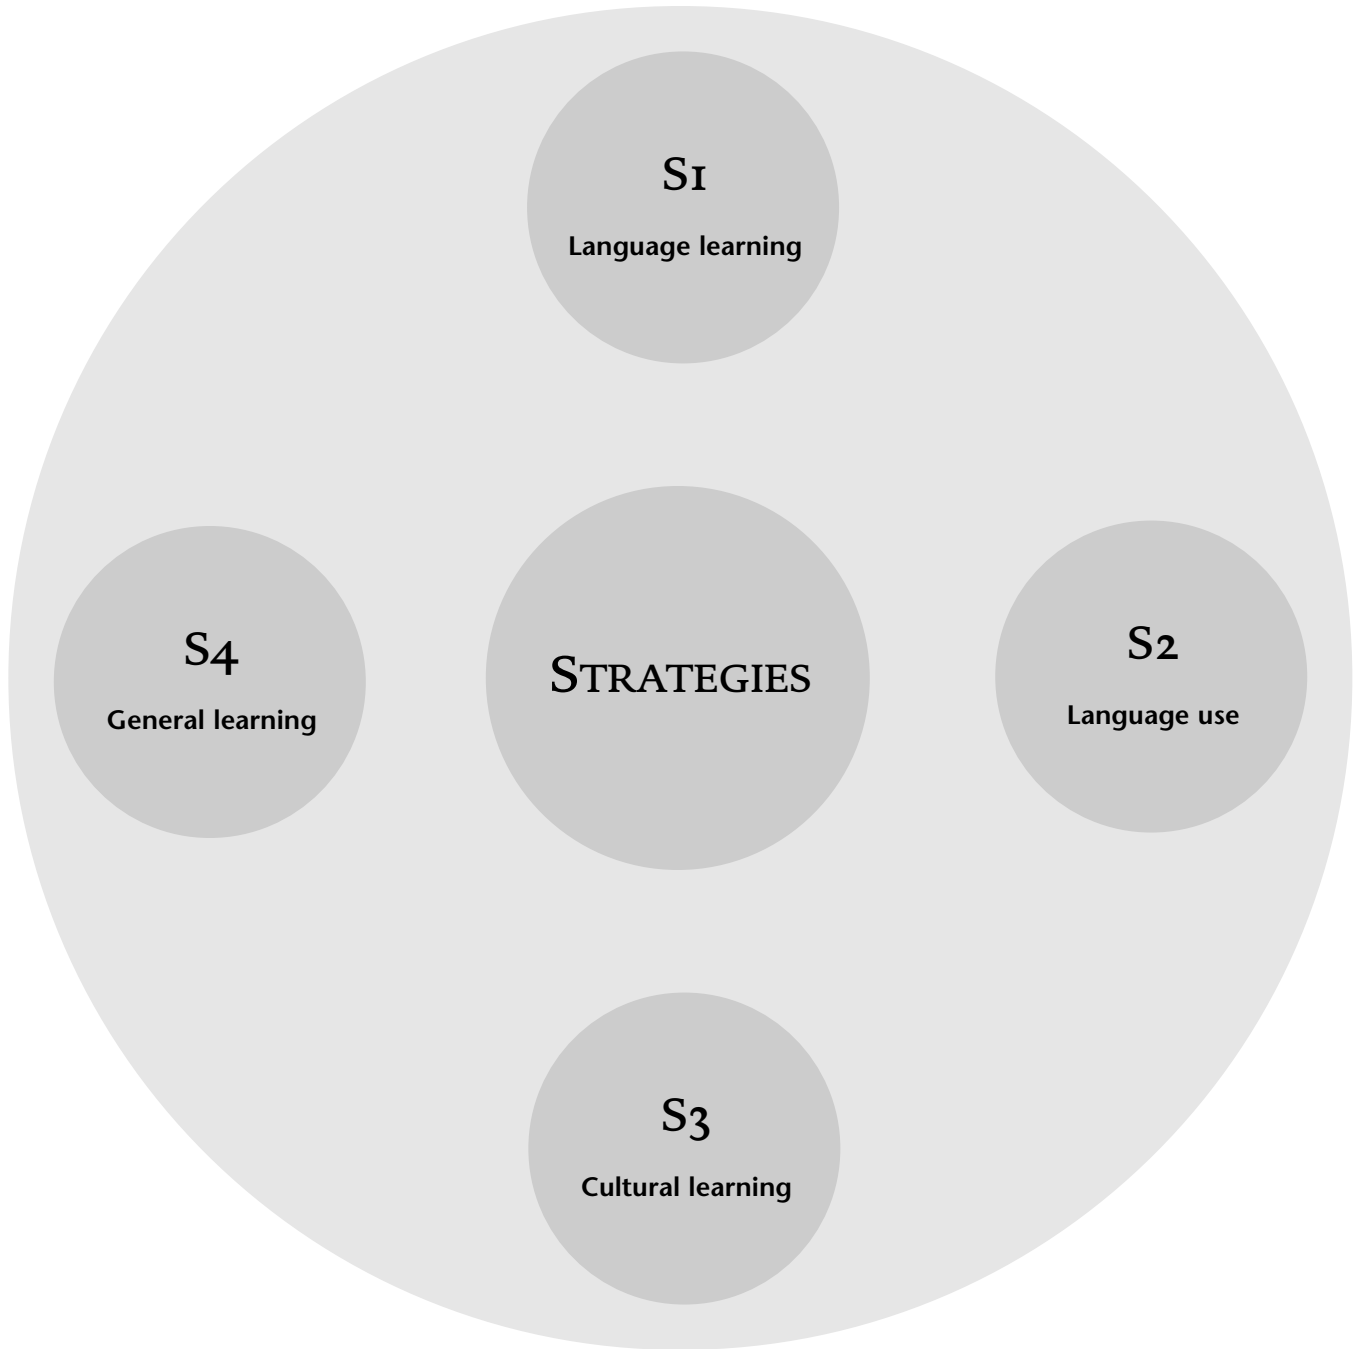 S1
Language learning
S4
General learning
STRATEGIES
S2
Language use
S3
Cultural learning